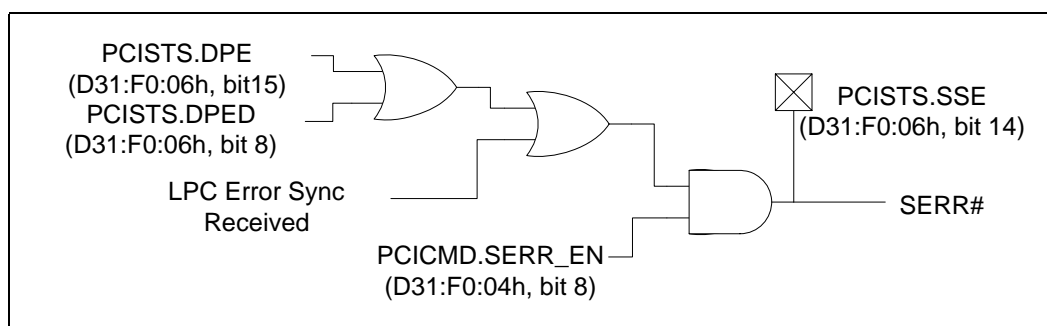 PCISTS.DPE
(D31:F0:06h, bit15)
PCISTS.DPED
(D31:F0:06h, bit 8)
LPC Error Sync
Received
PCICMD.SERR_EN
(D31:F0:04h, bit 8)
PCISTS.SSE
(D31:F0:06h, bit 14)
SERR#